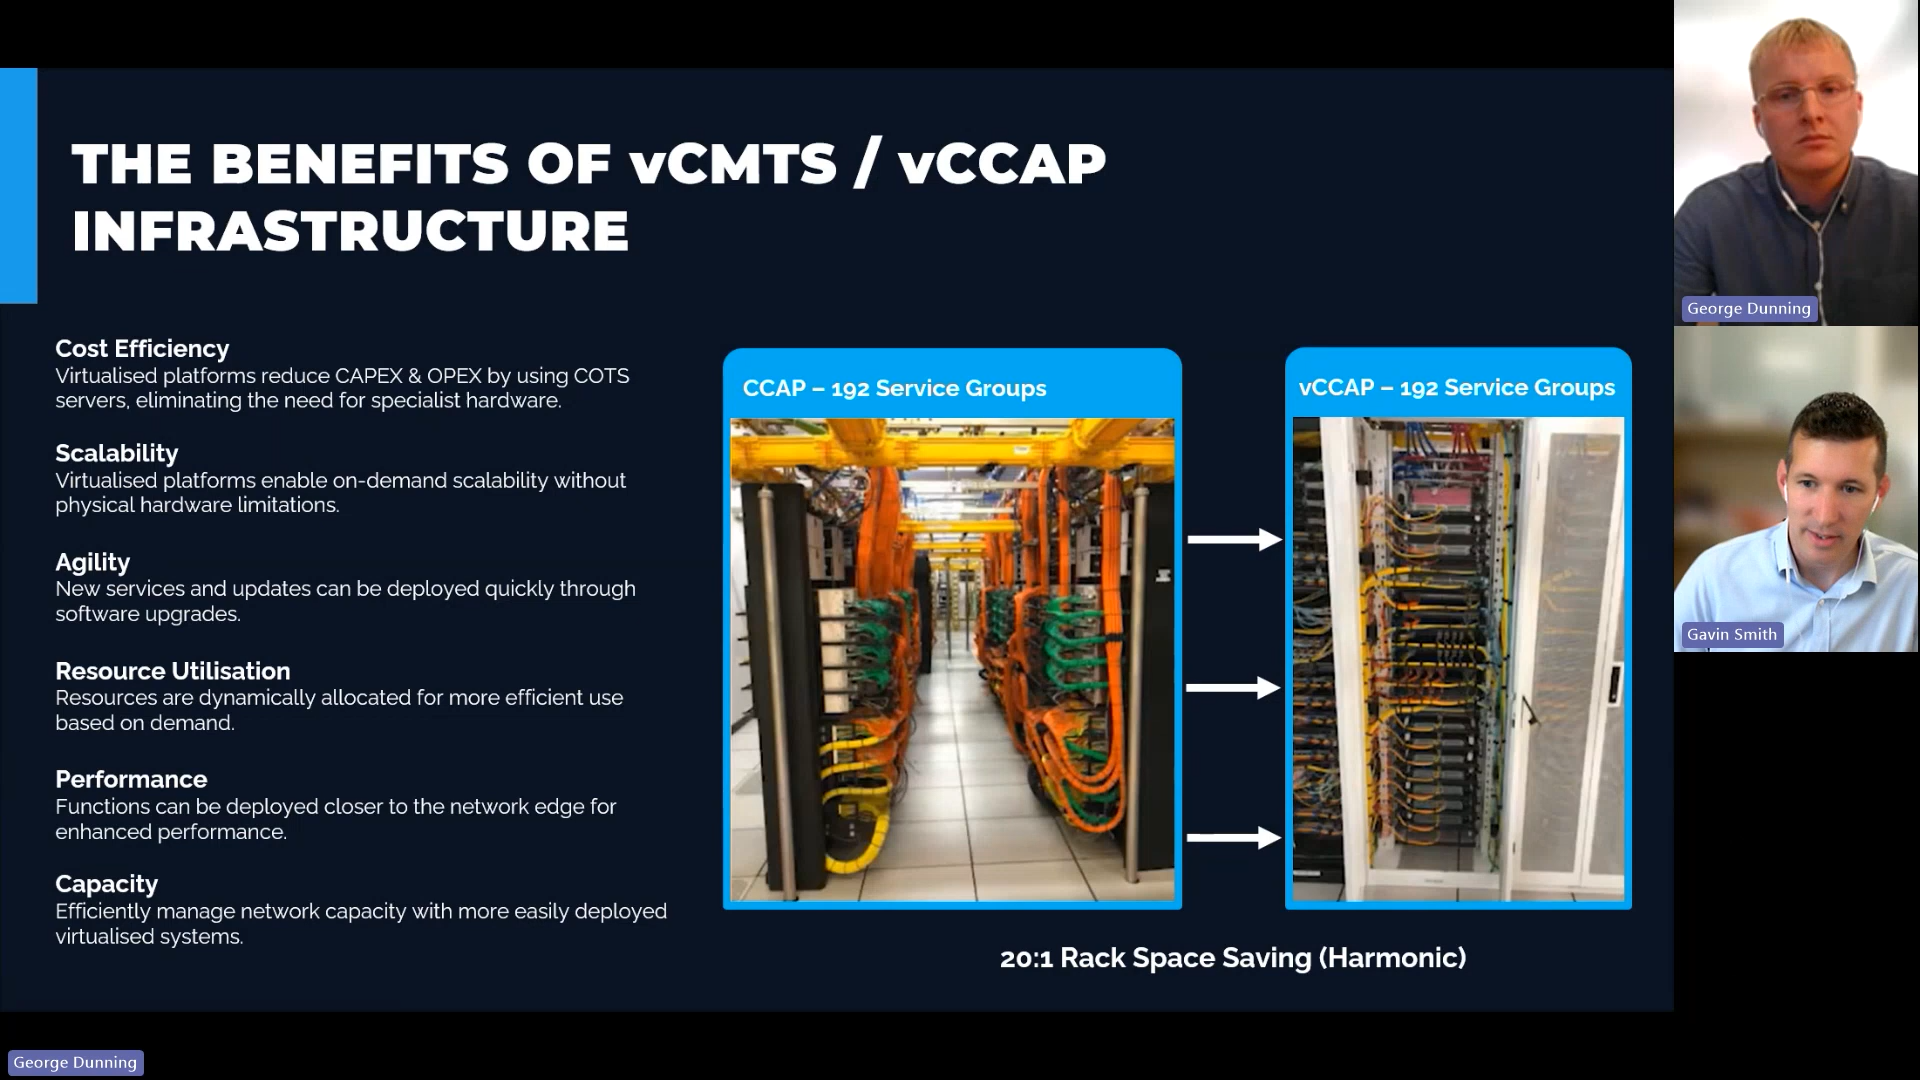 THE BENEFITS OF vCMTS / vCCAP
INFRASTRUCTURE
Cost Efficiency
Virtualised platforms reduce CAPEX & OPEX by using COTS
servers, eliminating the need for specialist hardware.
Scalability
Virtualised platforms enable on-demand scalability without
physical hardware limitations.
Agility
New services and updates can be deployed quickly through
software upgrades.
Resource Utilisation
Resources are dynamically allocated for more efficient use
based on demand.
Performance
Functions can be deployed closer to the network edge for
enhanced performance.
Capacity
Efficiently manage network capacity with more easily deployed
virtualised systems.
CCAP – 192 Service Groups
vCCAP – 192 Service Groups
20:1 Rack Space Saving (Harmonic)
George Dunning
Gavin Smith
George Dunning